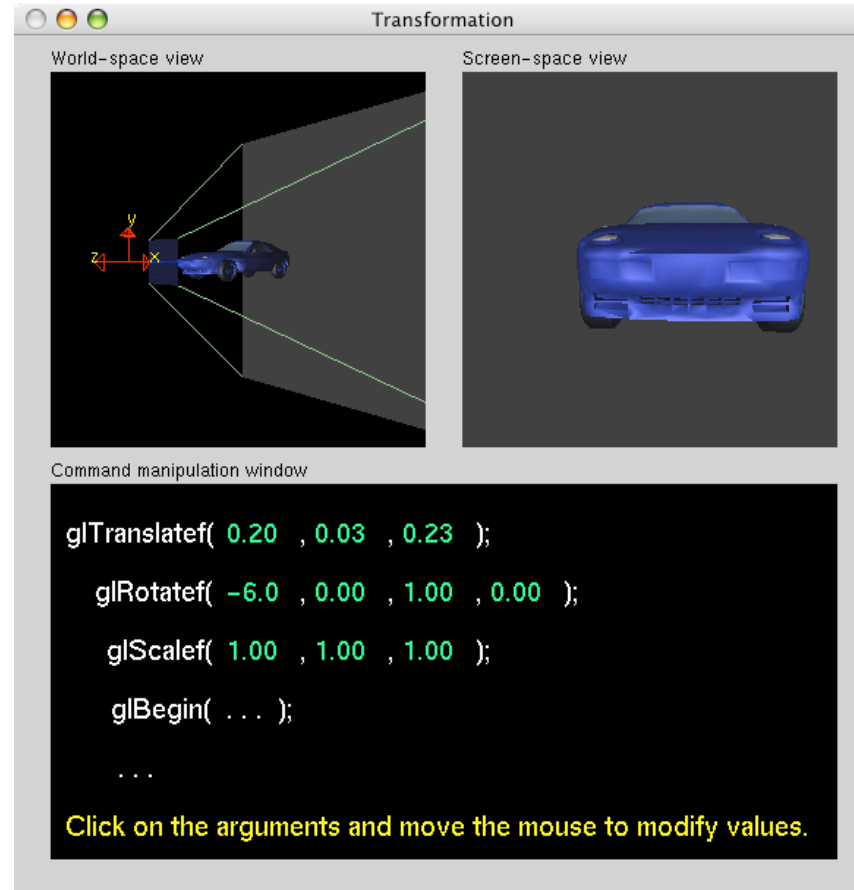 Transformation
World-space view
Screen-space view
y
z
x
Command manipulation window
glTranslatef( 0.20 , 0.03 , 0.23 );
glRotatef( -6.0 , 0.00 , 1.00 , 0.00 );
glScalef( 1.00 , 1.00 , 1.00 );
glBegin( ... );
...
Click on the arguments and move the mouse to modify values.